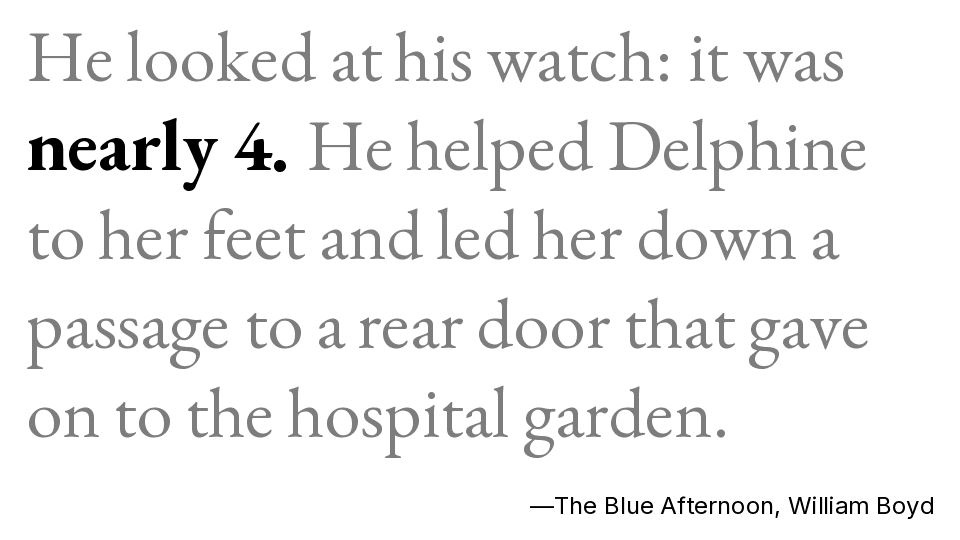 He looked at his watch: it was
nearly 4. He helped Delphine
to her feet and led her down a
passage to a rear door that gave
on to the hospital garden.
—The Blue Afternoon, William Boyd